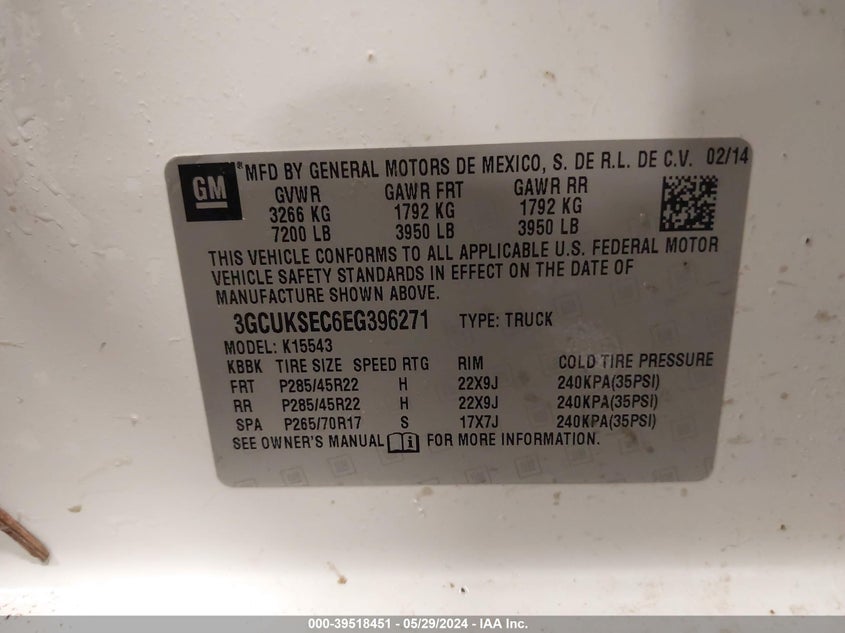 GM
® MFD BY GENERAL MOTORS DE MEXICO, S. DE R.L. DE C.V. 02/14
GVWR GAWR FRT GAWR RR
3266 KG 1792 KG 1792 KG
7200 LB 3950 LB 3950 LB
THIS VEHICLE CONFORMS TO ALL APPLICABLE U.S. FEDERAL MOTOR
VEHICLE SAFETY STANDARDS IN EFFECT ON THE DATE OF
MANUFACTURE SHOWN ABOVE.
3GCUKSEC6EG396271 TYPE: TRUCK
MODEL: K15543
KBBK TIRE SIZE SPEED RTG RIM COLD TIRE PRESSURE
FRT P285/45R22 H 22X9J 240KPA(35PSI)
RR P285/45R22 H 22X9J 240KPA(35PSI)
SPA P265/70R17 S 17X7J 240KPA(35PSI)
SEE OWNER'S MANUAL FOR MORE INFORMATION.
000-39518451 - 05/29/2024 - IAA Inc.